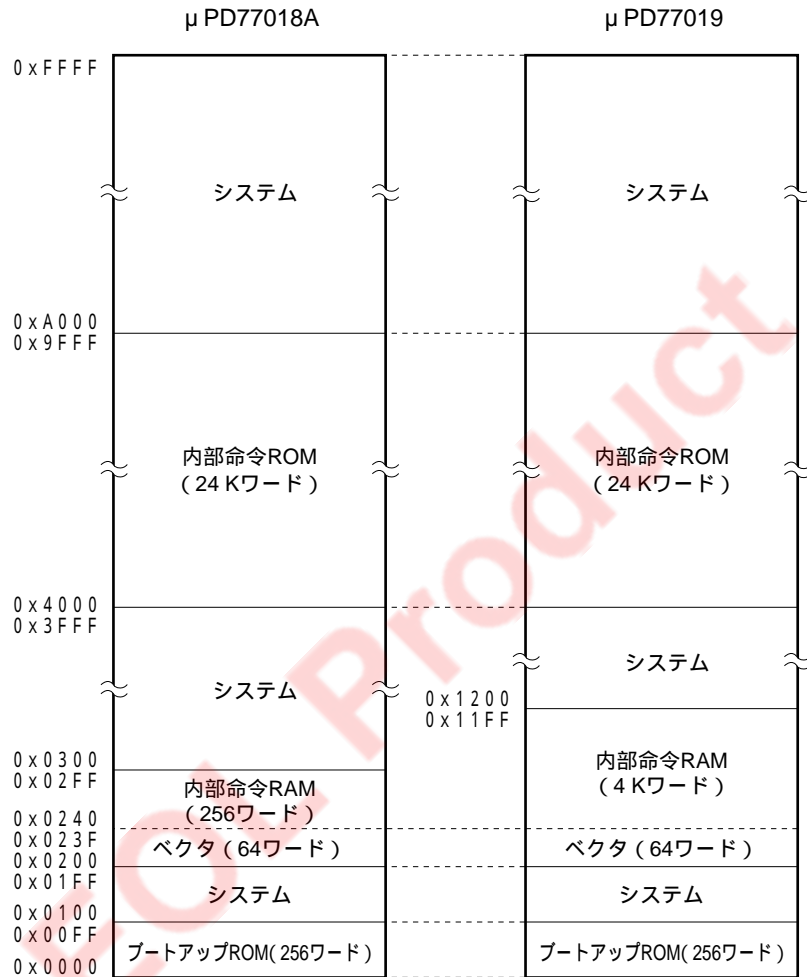 μ PD77018A
μ PD77019
0xFFFF
システム
システム
0xA000
0x9FFF
内部命令ROM
（24 Kワード）
内部命令ROM
（24 Kワード）
0x4000
0x3FFF
システム
システム
0x1200
0x11FF
0x0300
0x02FF
内部命令RAM
（256ワード）
内部命令RAM
（4 Kワード）
0x0240
0x023F
ベクタ（64ワード）
ベクタ（64ワード）
0x0200
0x01FF
システム
システム
0x0100
0x00FF
ブートアップROM（256ワード）
ブートアップROM（256ワード）
0x0000
EOL Product